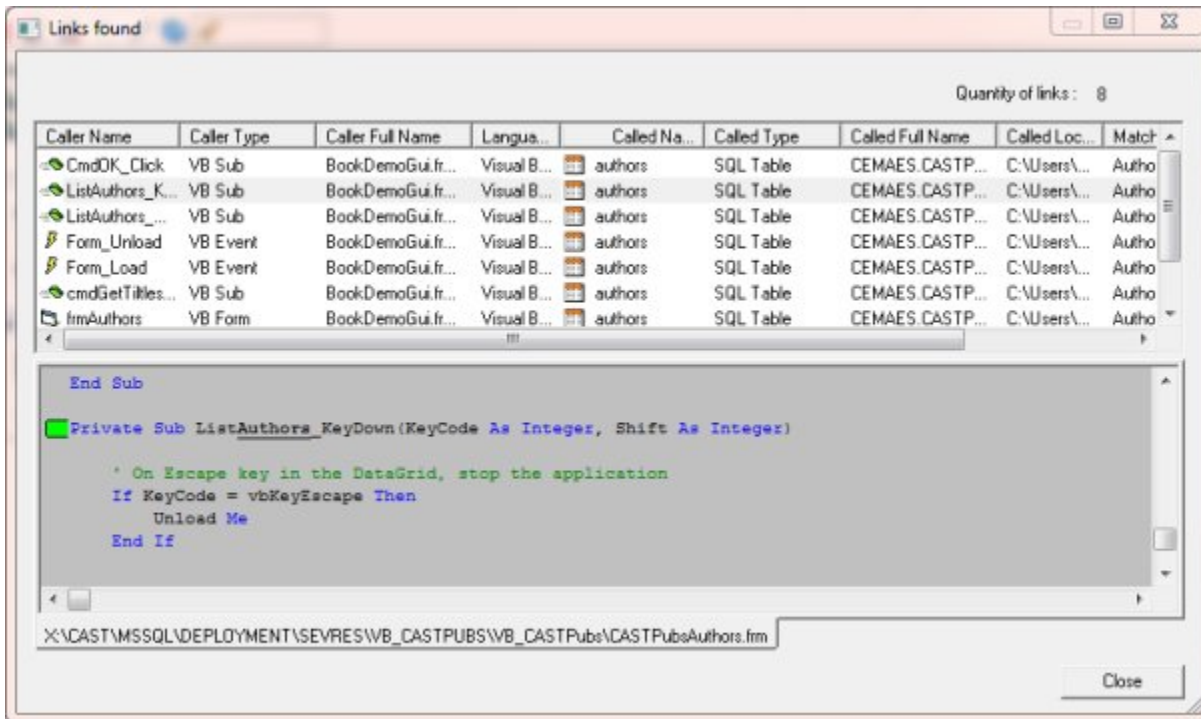 Links found
Quantity of links : 8
Caller Name Caller Type Caller Full Name Langua... Called Na... Called Type Called Full Name Called Loc... Match
CmdOK_Click VB Sub BookDemoGui.fr... Visual B... authors SQL Table CEMAES.CASTP... C:\Users\... Autho
ListAuthors_K... VB Sub BookDemoGui.fr... Visual B... authors SQL Table CEMAES.CASTP... C:\Users\... Autho
ListAuthors_... VB Sub BookDemoGui.fr... Visual B... authors SQL Table CEMAES.CASTP... C:\Users\... Autho
Form_Unload VB Event BookDemoGui.fr... Visual B... authors SQL Table CEMAES.CASTP... C:\Users\... Autho
Form_Load VB Event BookDemoGui.fr... Visual B... authors SQL Table CEMAES.CASTP... C:\Users\... Autho
cmdGetTiltles... VB Sub BookDemoGui.fr... Visual B... authors SQL Table CEMAES.CASTP... C:\Users\... Autho
frmAuthors VB Form BookDemoGui.fr... Visual B... authors SQL Table CEMAES.CASTP... C:\Users\... Autho
End Sub
Private Sub ListAuthors_KeyDown(KeyCode As Integer, Shift As Integer)
' On Escape key in the DataGrid, stop the application
If KeyCode = vbKeyEscape Then
Unload Me
End If
X:\CAST\MSSQL\DEPLOYMENT\SEVRES\VB_CASTPUBS\VB_CASTPubs\CASTPubsAuthors.frm
Close